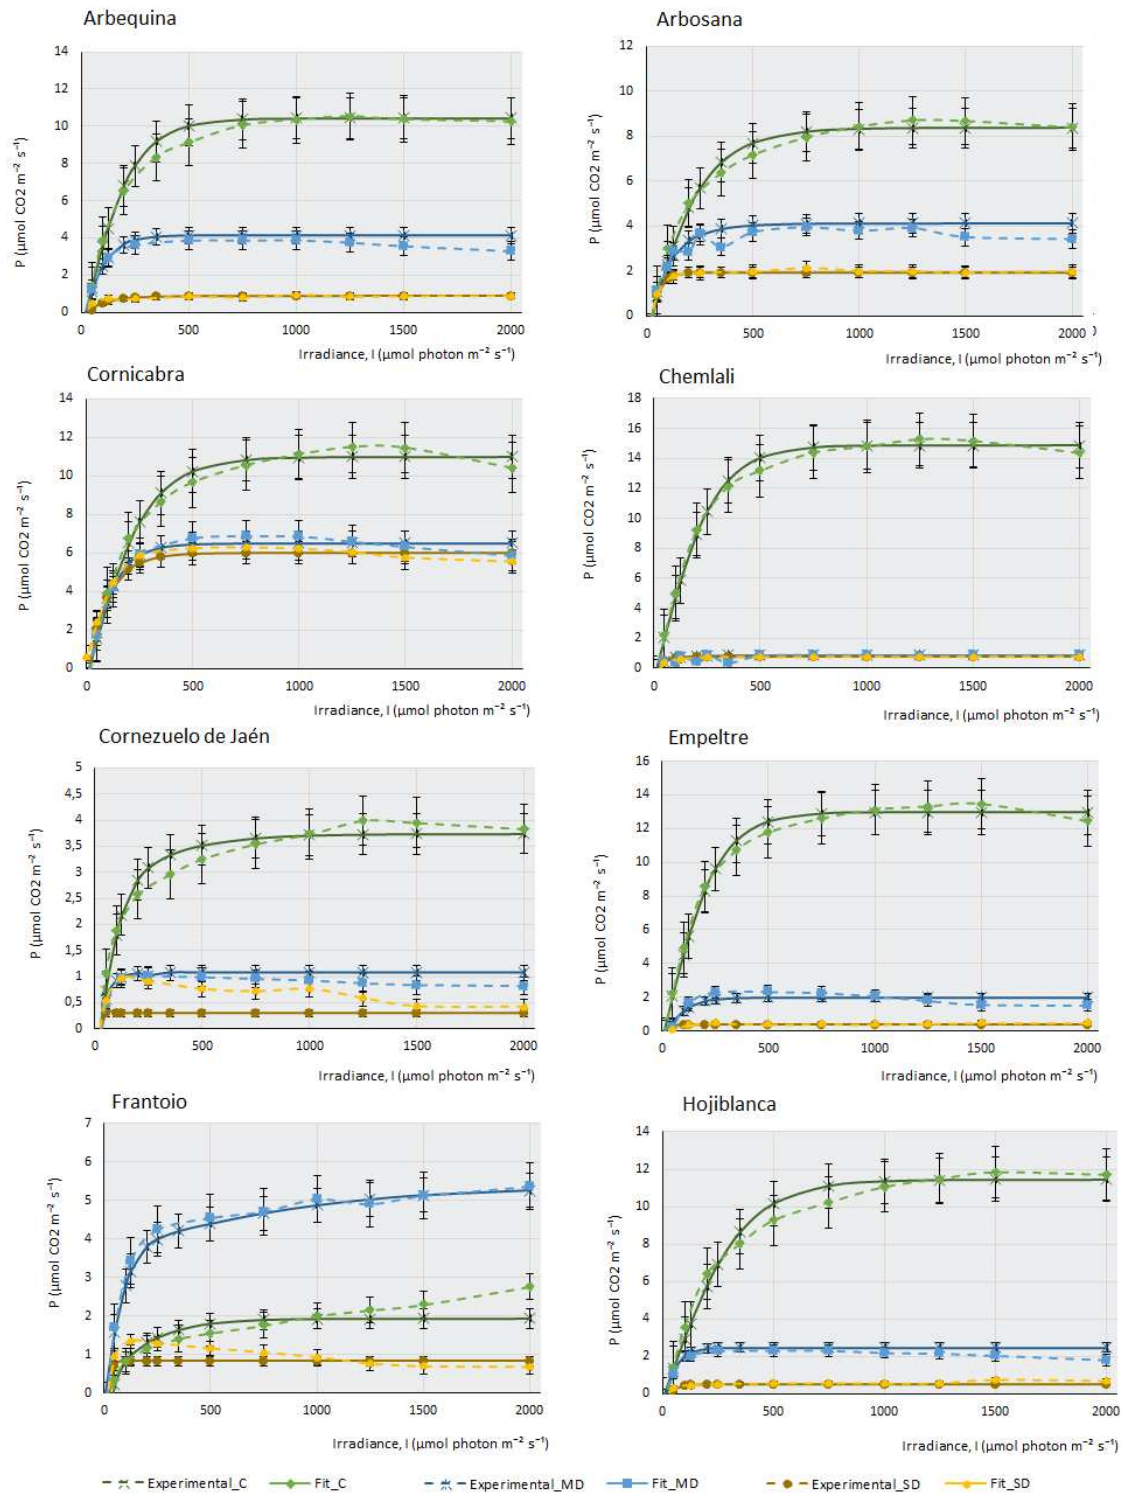 Arbequina
14
12
10
8
6
4
2
0
0 500 1000 1500 2000
P (µmol CO2 m⁻² s⁻¹)
Irradiance, I (µmol photon m⁻² s⁻¹)
Arbosana
12
10
8
6
4
2
0
0 500 1000 1500 2000
P (µmol CO2 m⁻² s⁻¹)
Irradiance, I (µmol photon m⁻² s⁻¹)
Cornicabra
14
12
10
8
6
4
2
0
0 500 1000 1500 2000
P (µmol CO2 m⁻² s⁻¹)
Irradiance, I (µmol photon m⁻² s⁻¹)
Chemlali
18
16
14
12
10
8
6
4
2
0
0 500 1000 1500 2000
P (µmol CO2 m⁻² s⁻¹)
Irradiance, I (µmol photon m⁻² s⁻¹)
Cornezuelo de Jaén
5
4,5
4
3,5
3
2,5
2
1,5
1
0,5
0
0 500 1000 1500 2000
P (µmol CO2 m⁻² s⁻¹)
Irradiance, I (µmol photon m⁻² s⁻¹)
Empeltre
16
14
12
10
8
6
4
2
0
0 500 1000 1500 2000
P (µmol CO2 m⁻² s⁻¹)
Irradiance, I (µmol photon m⁻² s⁻¹)
Frantoio
7
6
5
4
3
2
1
0
0 500 1000 1500 2000
P (µmol CO2 m⁻² s⁻¹)
Irradiance, I (µmol photon m⁻² s⁻¹)
Hojiblanca
14
12
10
8
6
4
2
0
0 500 1000 1500 2000
P (µmol CO2 m⁻² s⁻¹)
Irradiance, I (µmol photon m⁻² s⁻¹)
Experimental_C Fit_C Experimental_MD Fit_MD Experimental_SD Fit_SD